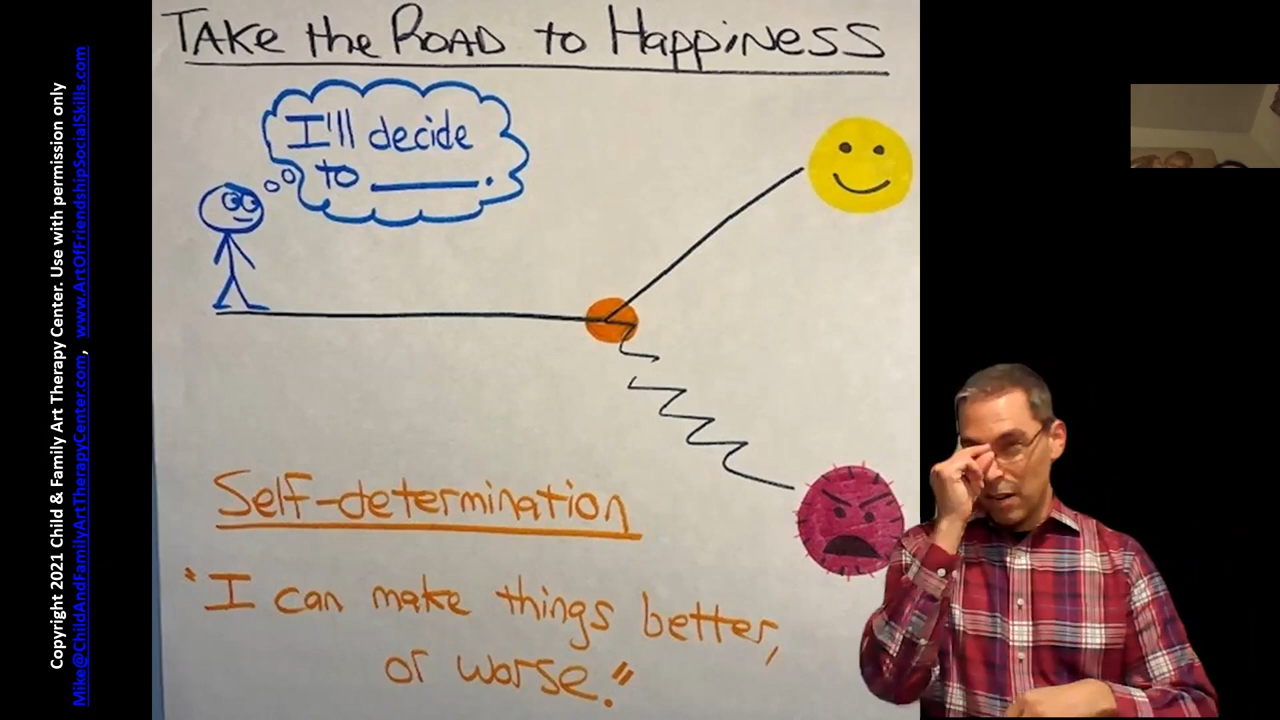 TAKE the ROAD to HAPPINESS
I'll decide
to ______.
Self-determination
"I can make things better,
or worse."
Copyright 2021 Child & Family Art Therapy Center. Use with permission only
Mike@ChildAndFamilyArtTherapyCenter.com, www.ArtOfFriendshipSocialSkills.com